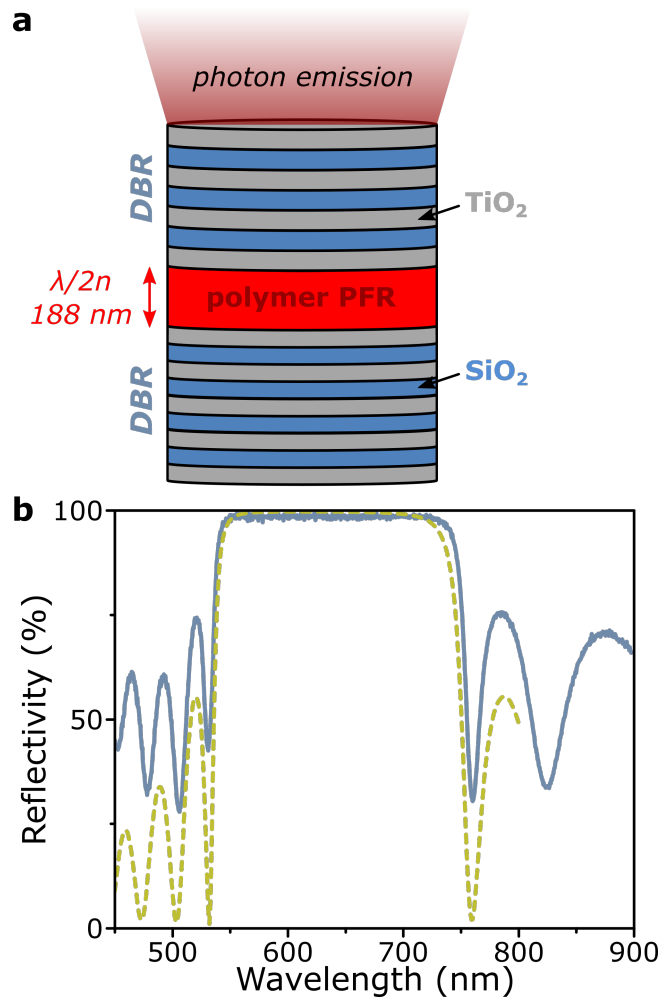 a
photon emission
DBR
TiO₂
λ/2n
188 nm
polymer PFR
DBR
SiO₂
b
100
50
0
Reflectivity (%)
500 600 700 800 900
Wavelength (nm)